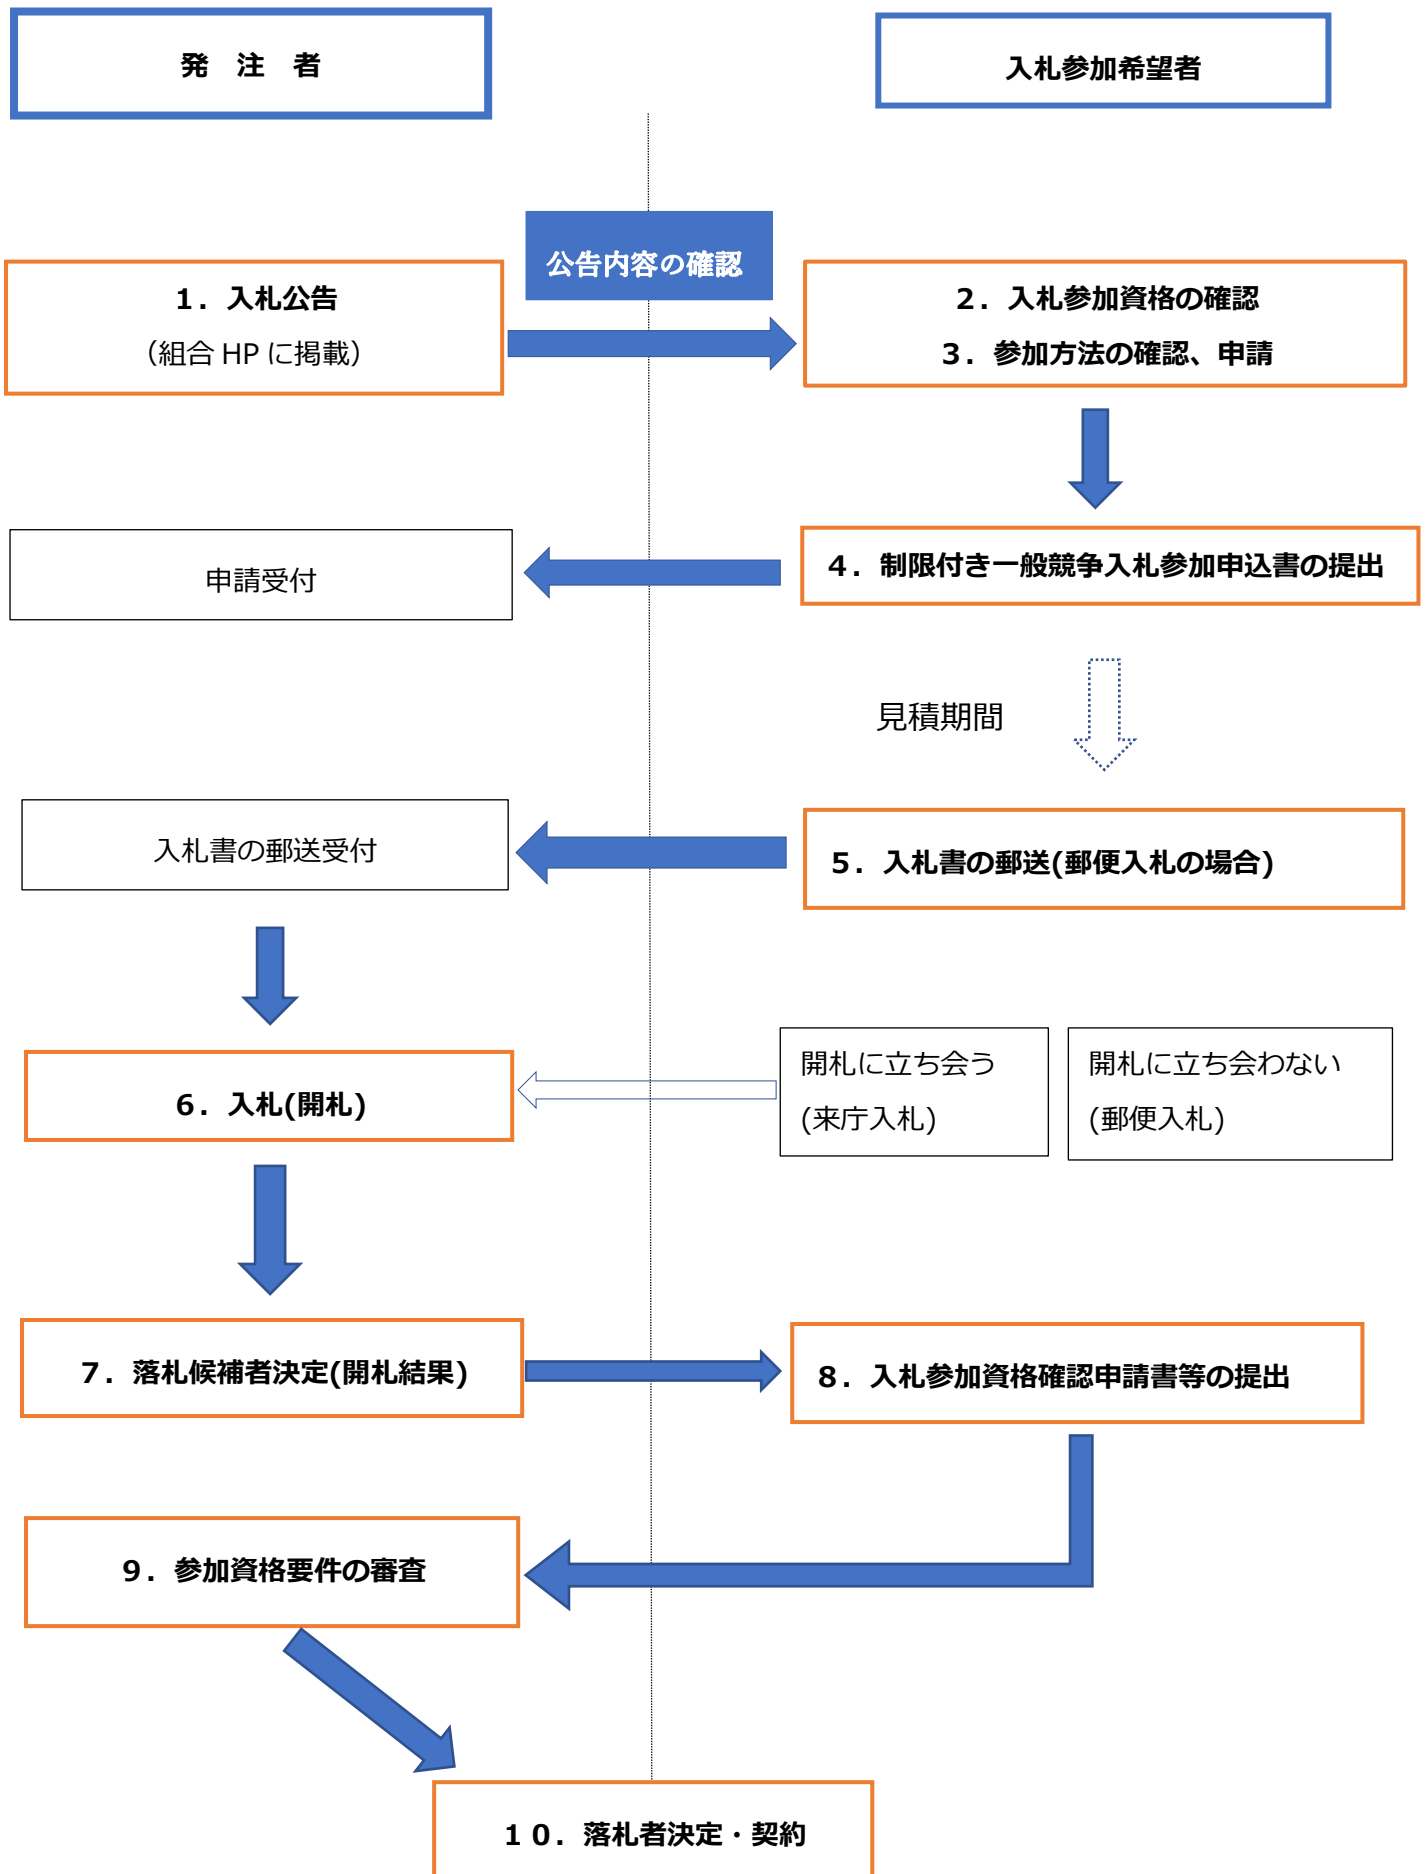 発　注　者
入札参加希望者
公告内容の確認
１．入札公告
（組合 HP に掲載）
２．入札参加資格の確認
３．参加方法の確認、申請
申請受付
４．制限付き一般競争入札参加申込書の提出
見積期間
入札書の郵送受付
５．入札書の郵送(郵便入札の場合)
６．入札(開札)
開札に立ち会う
(来庁入札)
開札に立ち会わない
(郵便入札)
７．落札候補者決定(開札結果)
８．入札参加資格確認申請書等の提出
９．参加資格要件の審査
１０．落札者決定・契約